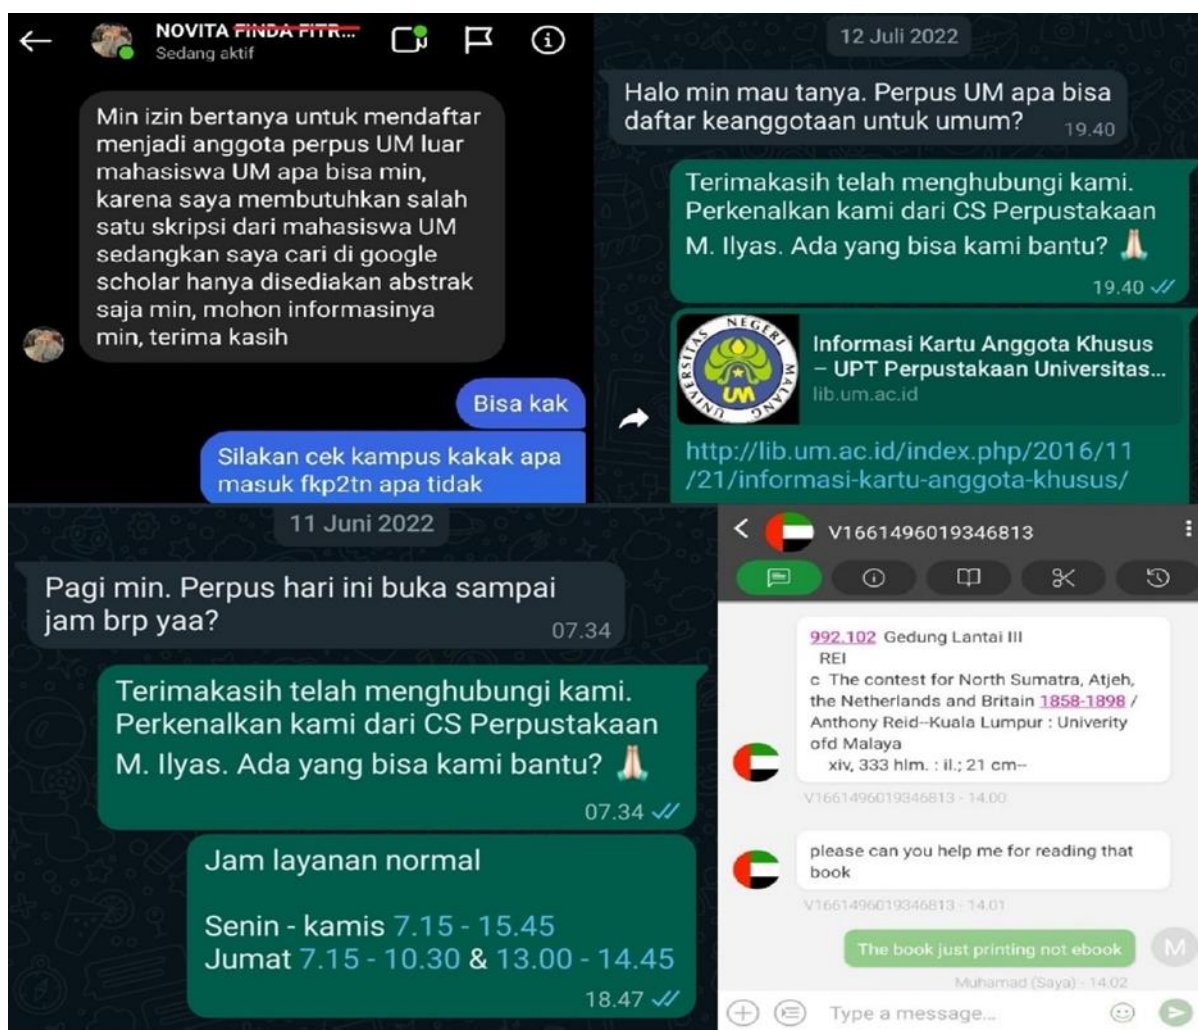 NOVITA FINDA FITR...
Sedang aktif
Min izin bertanya untuk mendaftar
menjadi anggota perpus UM luar
mahasiswa UM apa bisa min,
karena saya membutuhkan salah
satu skripsi dari mahasiswa UM
sedangkan saya cari di google
scholar hanya disediakan abstrak
saja min, mohon informasinya
min, terima kasih
Bisa kak
Silakan cek kampus kakak apa
masuk fkp2tn apa tidak
12 Juli 2022
Halo min mau tanya. Perpus UM apa bisa
daftar keanggotaan untuk umum?
19.40
Terimakasih telah menghubungi kami.
Perkenalkan kami dari CS Perpustakaan
M. Ilyas. Ada yang bisa kami bantu? 🙏🏻
19.40
UNIVERSITAS NEGERI MALANG
UM
Informasi Kartu Anggota Khusus
– UPT Perpustakaan Universitas...
lib.um.ac.id
http://lib.um.ac.id/index.php/2016/11
/21/informasi-kartu-anggota-khusus/
11 Juni 2022
Pagi min. Perpus hari ini buka sampai
jam brp yaa?
07.34
Terimakasih telah menghubungi kami.
Perkenalkan kami dari CS Perpustakaan
M. Ilyas. Ada yang bisa kami bantu? 🙏🏻
07.34
Jam layanan normal
Senin - kamis 7.15 - 15.45
Jumat 7.15 - 10.30 & 13.00 - 14.45
18.47
V1661496019346813
992.102 Gedung Lantai III
REI
c The contest for North Sumatra, Atjeh,
the Netherlands and Britain 1858-1898 /
Anthony Reid--Kuala Lumpur : Univerity
ofd Malaya
xiv, 333 hlm. : il.; 21 cm--
V1661496019346813 - 14.00
please can you help me for reading that
book
V1661496019346813 - 14.01
The book just printing not ebook
M
Muhamad (Saya) - 14.02
Type a message...